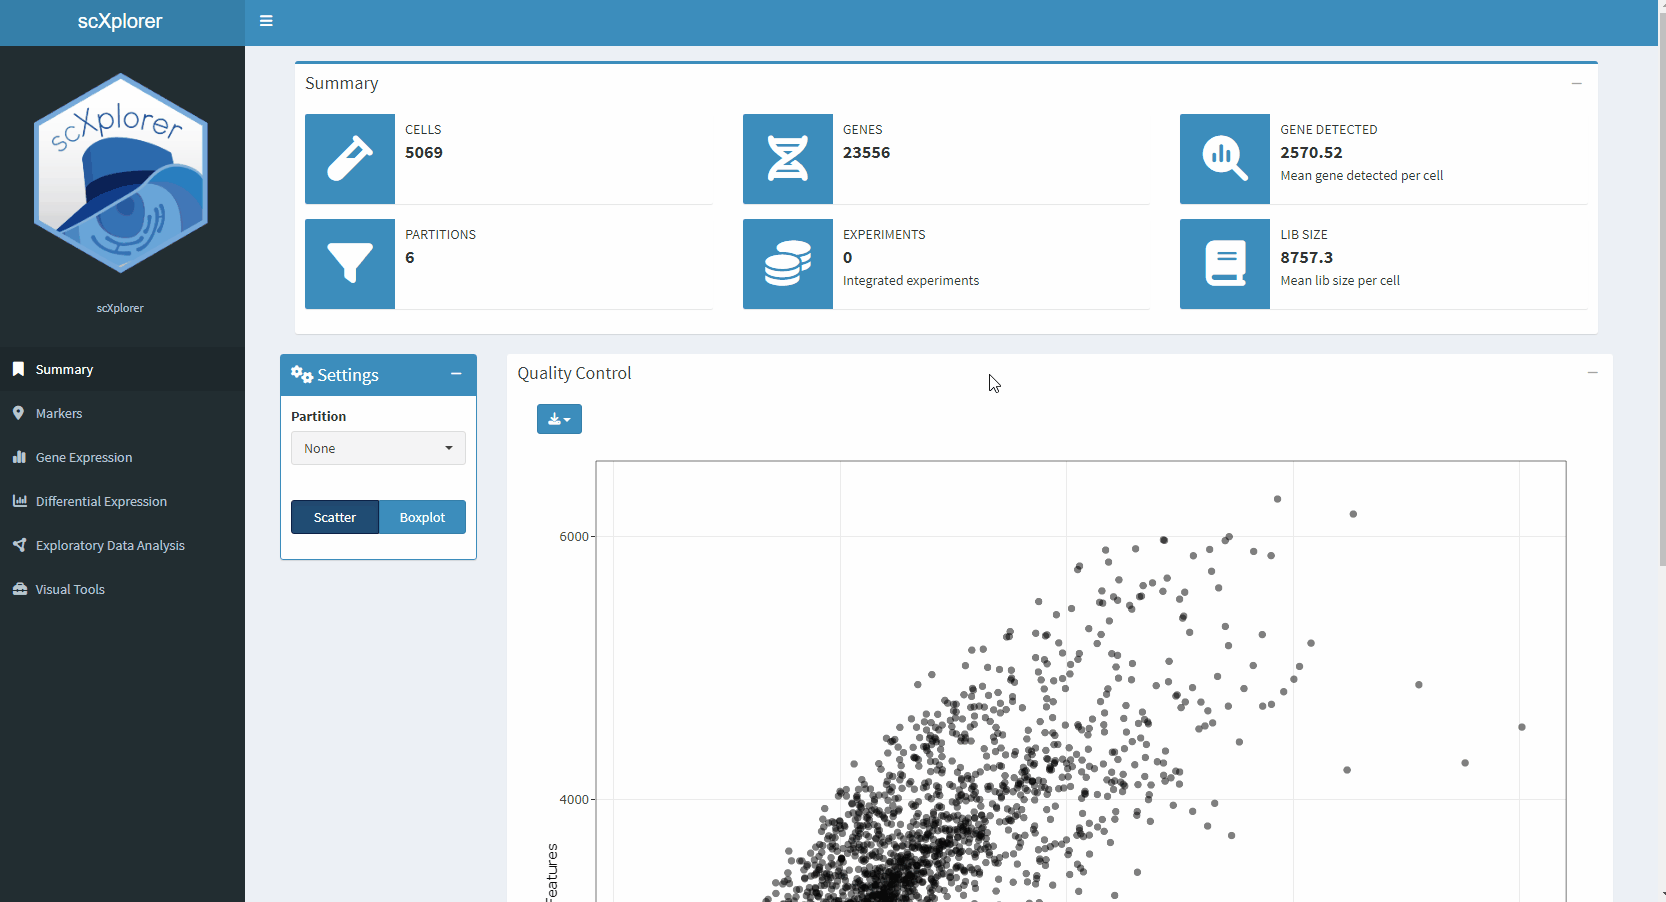 scXplorer
scXplorer
scXplorer
Summary
Markers
Gene Expression
Differential Expression
Exploratory Data Analysis
Visual Tools
Summary
CELLS
5069
GENES
23556
GENE DETECTED
2570.52
Mean gene detected per cell
PARTITIONS
6
EXPERIMENTS
0
Integrated experiments
LIB SIZE
8757.3
Mean lib size per cell
Settings
Partition
None
Scatter
Boxplot
Quality Control
6000
4000
Features